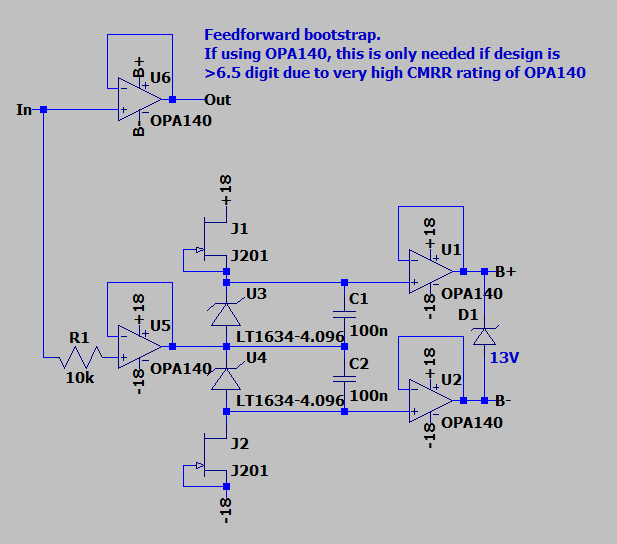 Feedforward bootstrap.
If using OPA140, this is only needed if design is
>6.5 digit due to very high CMRR rating of OPA140
B+
U6
In
Out
B-
OPA140
+18
J1
J201
+18
U1
B+
+18
U3
C1
OPA140
-18
D1
U5
LT1634-4.096
100n
R1
10k
OPA140
-18
U4
C2
+18
13V
U2
LT1634-4.096
100n
B-
OPA140
-18
J2
J201
-18